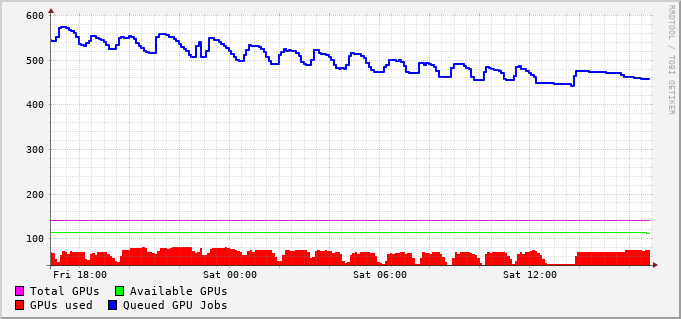 600
500
400
300
200
100
Fri 18:00 Sat 00:00 Sat 06:00 Sat 12:00
Total GPUs Available GPUs
GPUs used Queued GPU Jobs
RRDTOOL / TOBI OETIKER